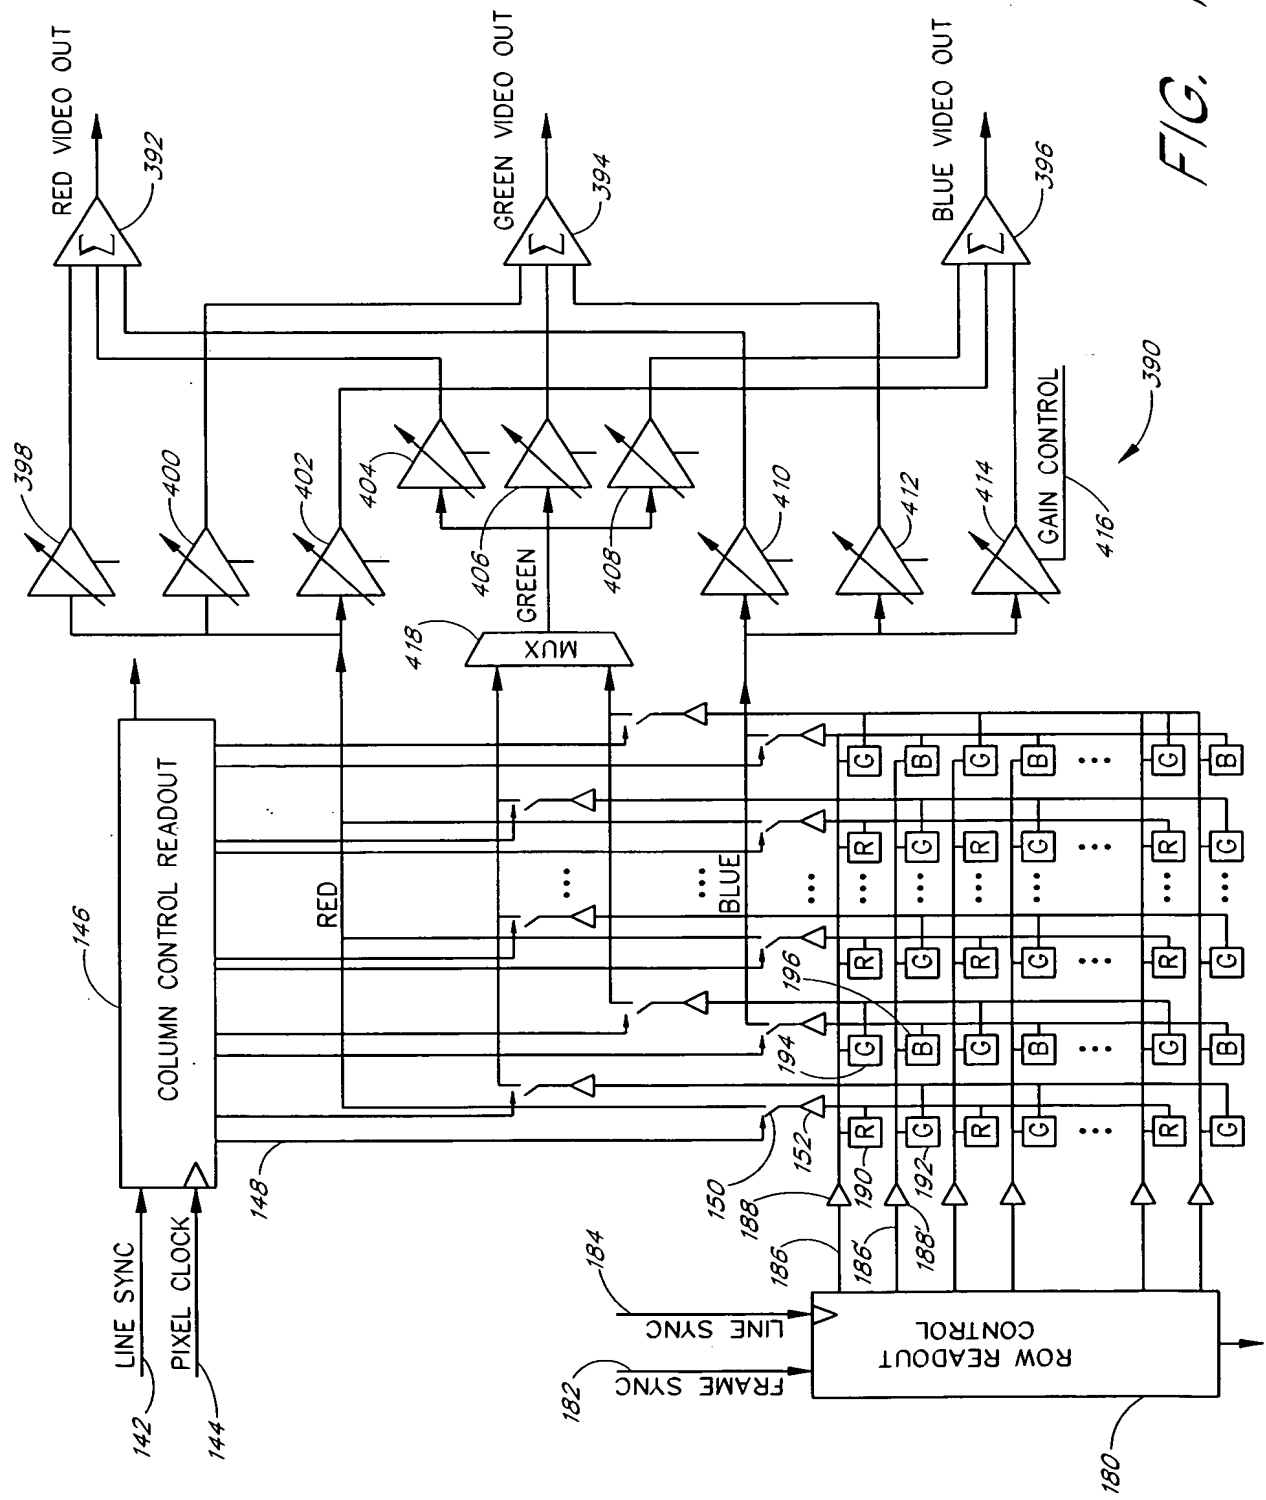 LINE SYNC
142
PIXEL CLOCK
144
146
COLUMN CONTROL READOUT
148
RED
398
400
402
RED VIDEO OUT
392
418
MUX
GREEN
404
406
408
GREEN VIDEO OUT
394
BLUE
410
412
414
GAIN CONTROL
416
BLUE VIDEO OUT
396
390
182
FRAME SYNC
184
LINE SYNC
180
ROW READOUT
CONTROL
186
188
186'
188'
150
152
190
192
194
196
R G R R G
G B G G B
R G R R G
G B G G B
R G R R G
G B G G B
FIG.